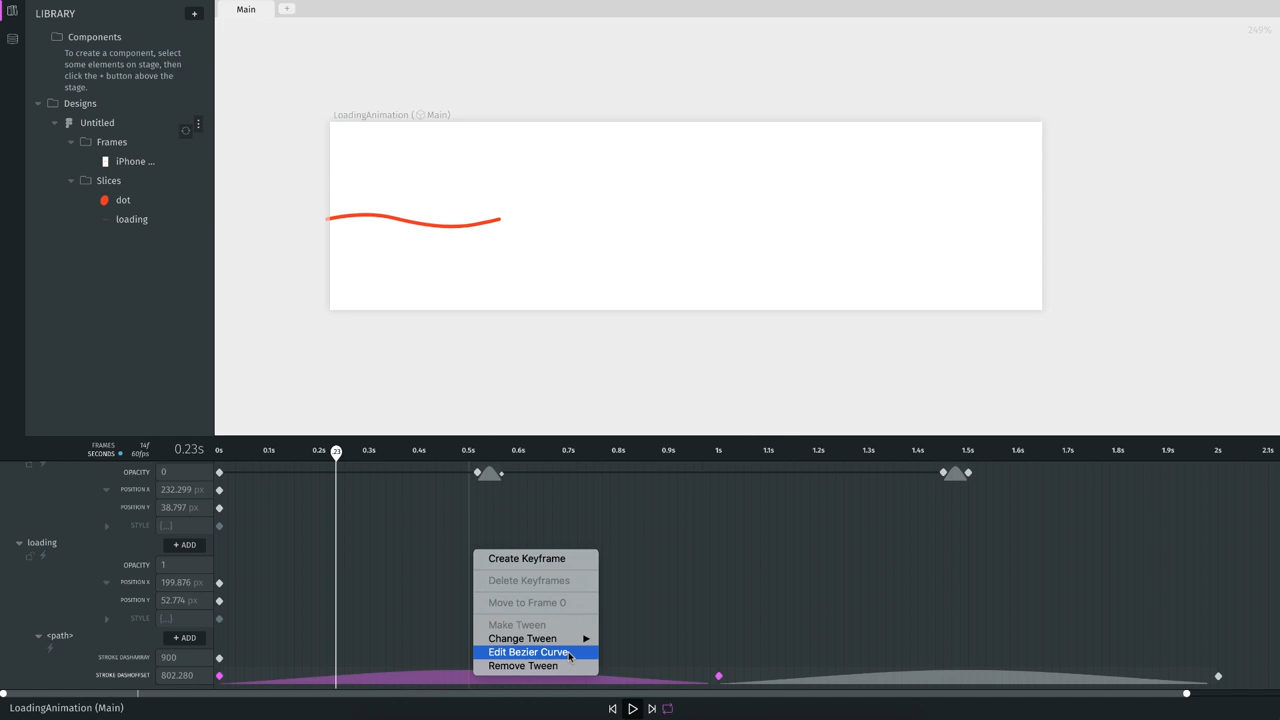 LIBRARY
+
Main
+
249%
Components
To create a component, select
some elements on stage, then
click the + button above the
stage.
Designs
Untitled
Frames
iPhone ...
Slices
dot
loading
LoadingAnimation ( Main)
FRAMES
SECONDS
14f
60fps
0.23s
0s
0.1s
0.2s
.23
0.3s
0.4s
0.5s
0.6s
0.7s
0.8s
0.9s
1s
1.1s
1.2s
1.3s
1.4s
1.5s
1.6s
1.7s
1.8s
1.9s
2s
2.1s
OPACITY 0
POSITION X 232.299 px
POSITION Y 38.797 px
STYLE [...]
loading + ADD
OPACITY 1
POSITION X 199.876 px
POSITION Y 52.774 px
STYLE [...]
<path> + ADD
STROKE DASHARRAY 900
STROKE DASHOFFSET 802.280
Create Keyframe
Delete Keyframes
Move to Frame 0
Make Tween
Change Tween
Edit Bezier Curve
Remove Tween
LoadingAnimation (Main)